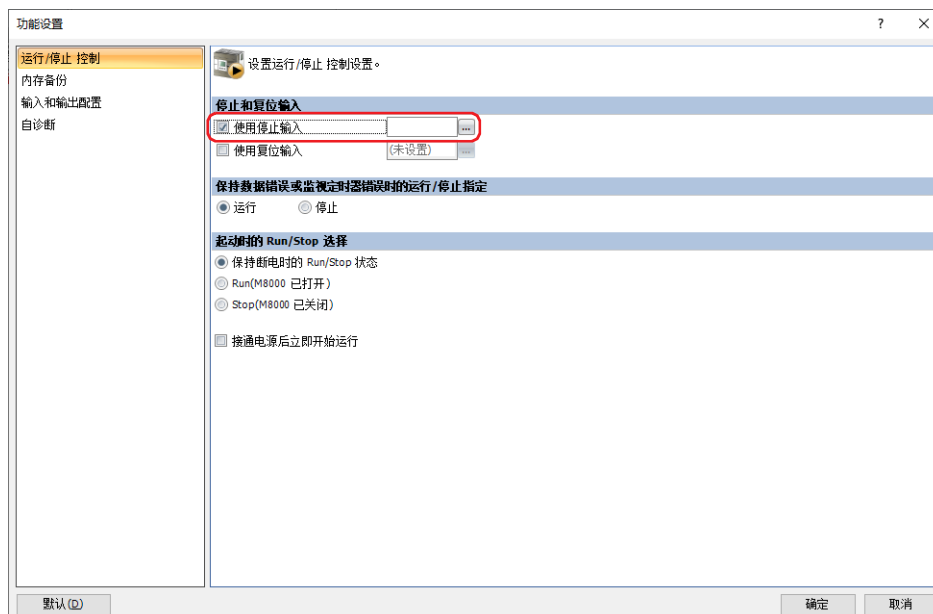 功能设置
?
运行/停止 控制
内存备份
输入和输出配置
自诊断
设置运行/停止 控制设置。
停止和复位输入
使用停止输入 ...
使用复位输入 (未设置) ...
保持数据错误或监视定时器错误时的运行/停止指定
运行 停止
起动时的 Run/Stop 选择
保持断电时的 Run/Stop 状态
Run(M8000 已打开)
Stop(M8000 已关闭)
接通电源后立即开始运行
默认(D) 确定 取消